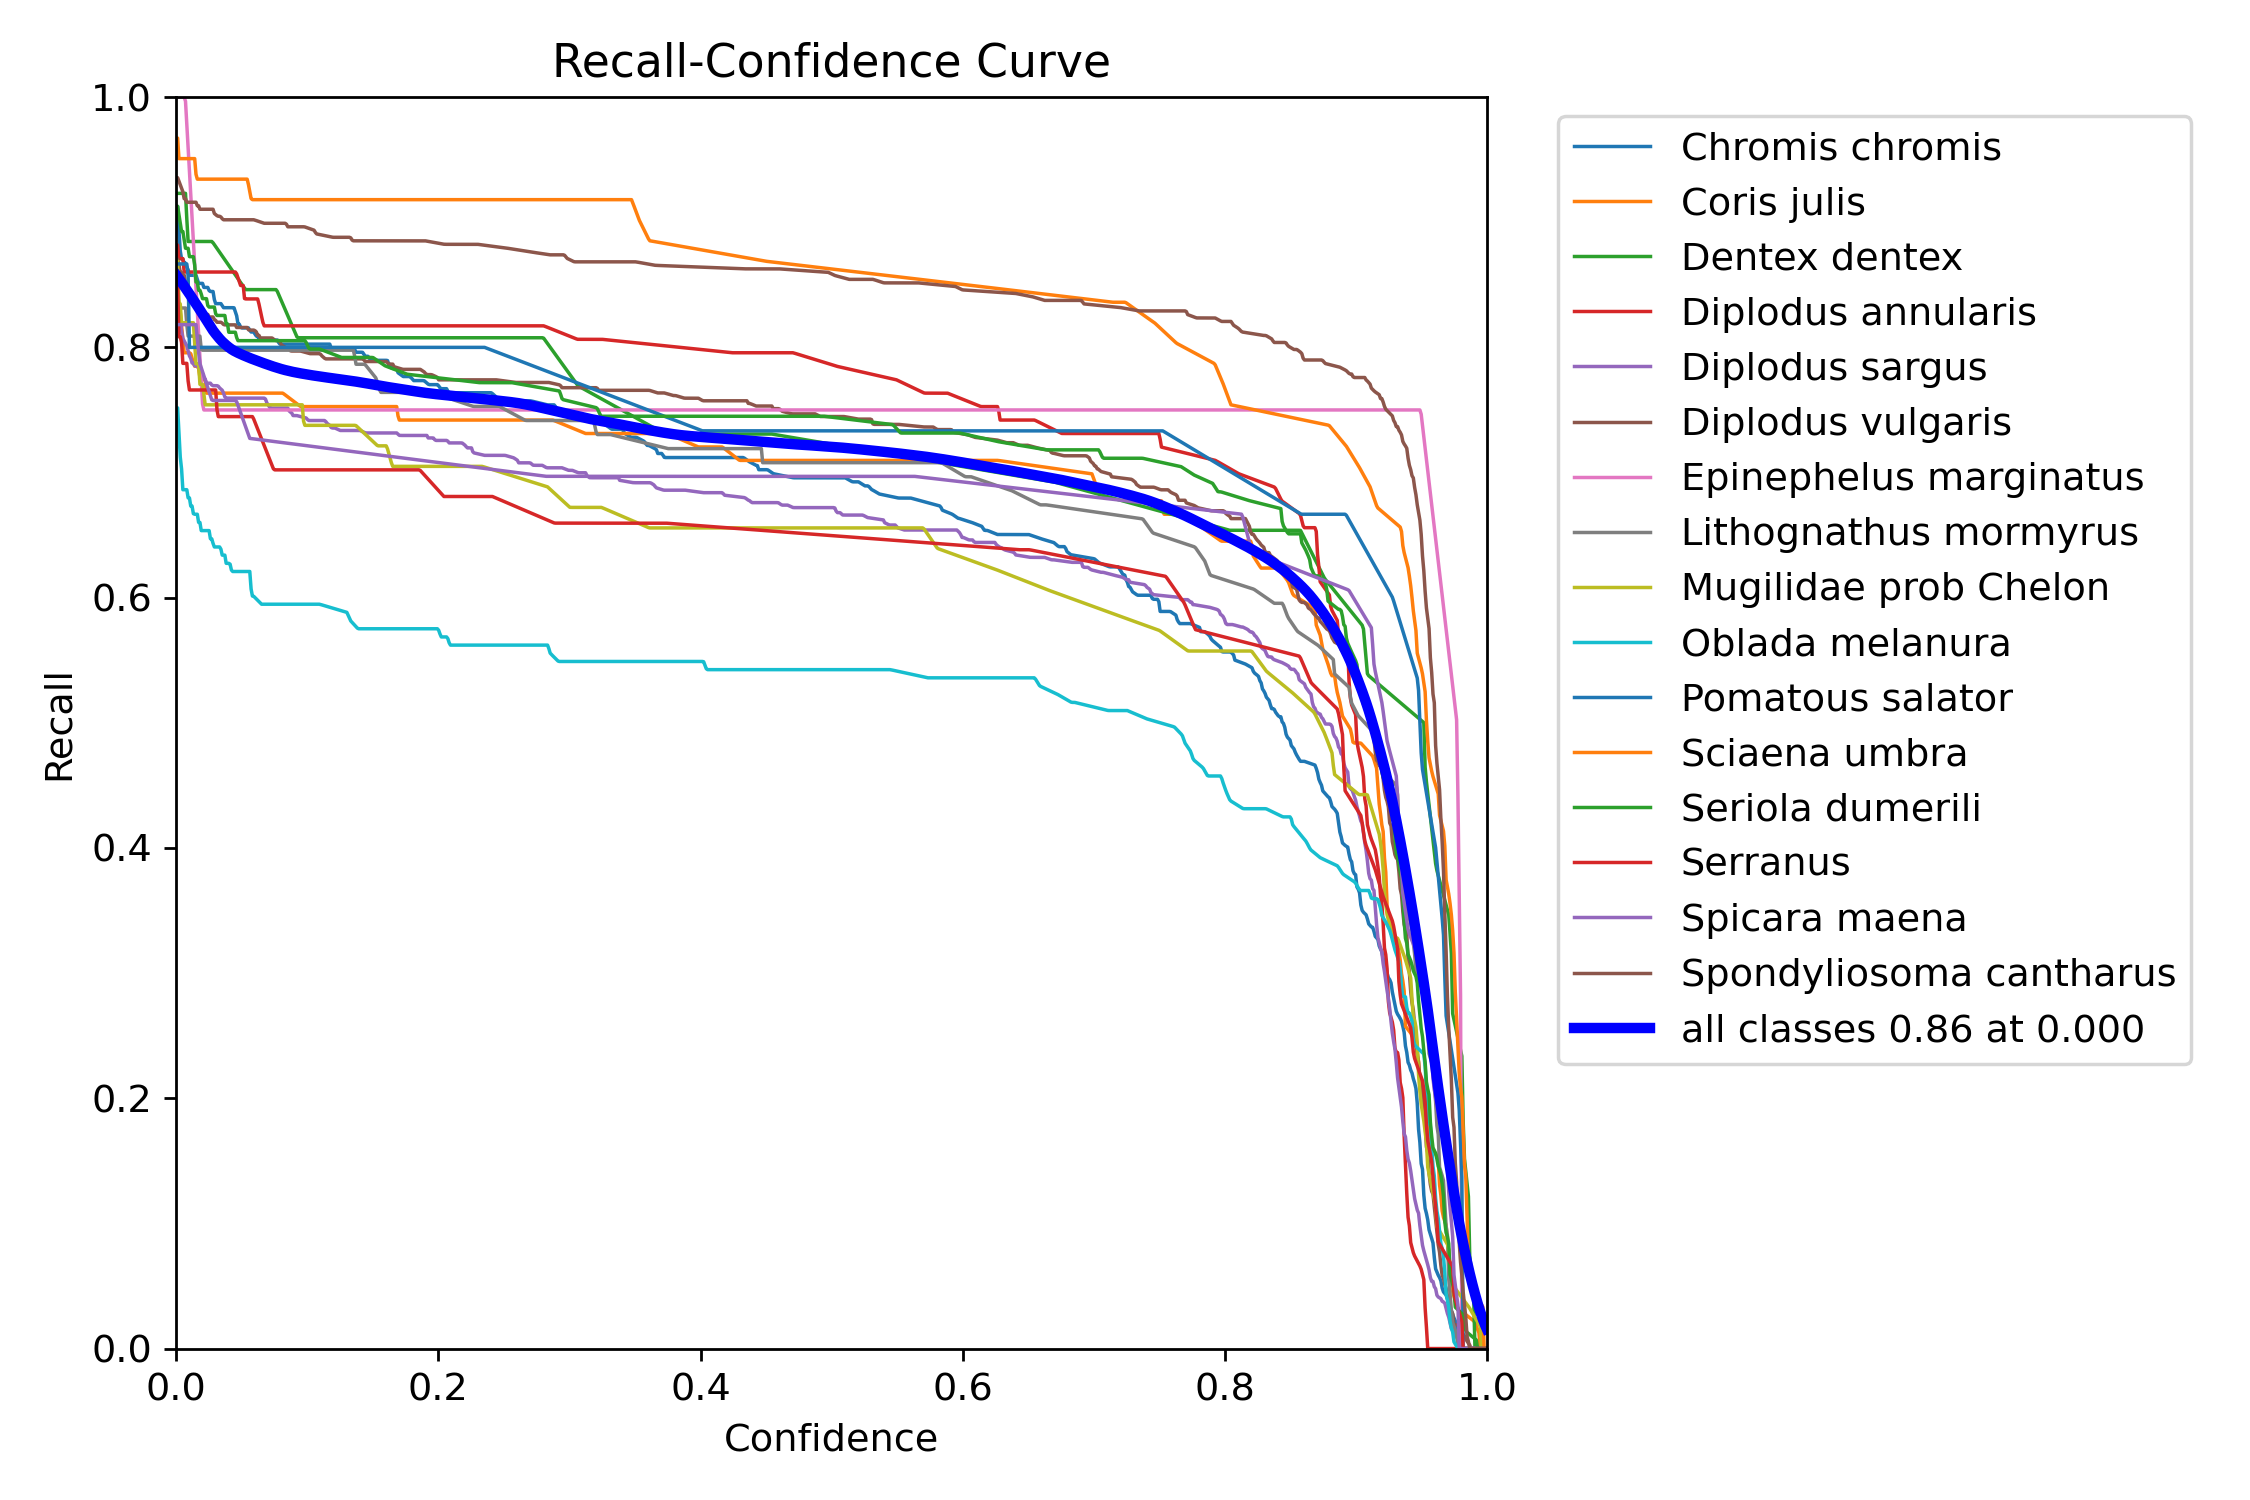 Recall-Confidence Curve
1.0
0.8
0.6
0.4
0.2
0.0
Recall
0.0 0.2 0.4 0.6 0.8 1.0
Confidence
Chromis chromis
Coris julis
Dentex dentex
Diplodus annularis
Diplodus sargus
Diplodus vulgaris
Epinephelus marginatus
Lithognathus mormyrus
Mugilidae prob Chelon
Oblada melanura
Pomatous salator
Sciaena umbra
Seriola dumerili
Serranus
Spicara maena
Spondyliosoma cantharus
all classes 0.86 at 0.000